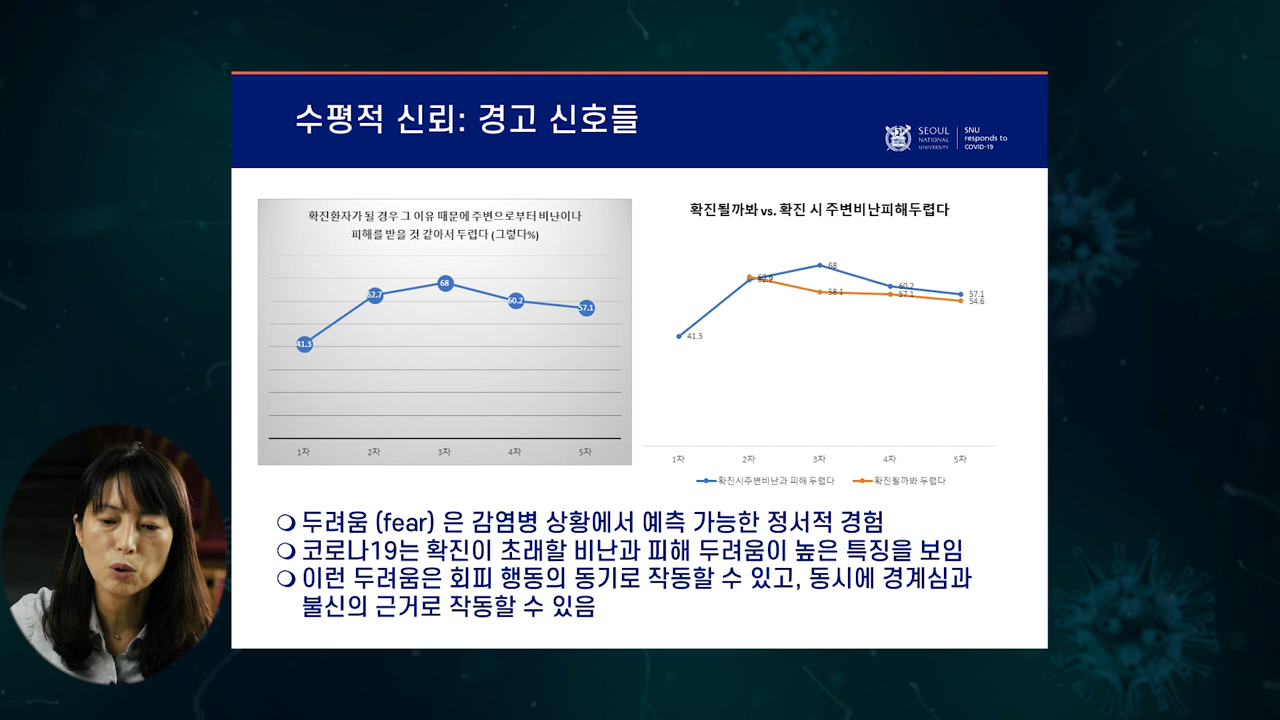 수평적 신뢰: 경고 신호들
SEOUL
NATIONAL
UNIVERSITY
SNU
responds to
COVID-19
확진환자가 될 경우 그 이유 때문에 주변으로부터 비난이나
피해를 받을 것 같아서 두렵다 (그렇다%)
41.3
62.7
68
60.2
57.1
1차 2차 3차 4차 5차
확진될까봐 vs. 확진 시 주변비난피해두렵다
41.3
68
58.1
60.2
57.1
57.1
54.6
1차 2차 3차 4차 5차
확진시주변비난과 피해 두렵다 확진될까봐 두렵다
두려움 (fear) 은 감염병 상황에서 예측 가능한 정서적 경험
코로나19는 확진이 초래할 비난과 피해 두려움이 높은 특징을 보임
이런 두려움은 회피 행동의 동기로 작동할 수 있고, 동시에 경계심과
불신의 근거로 작동할 수 있음